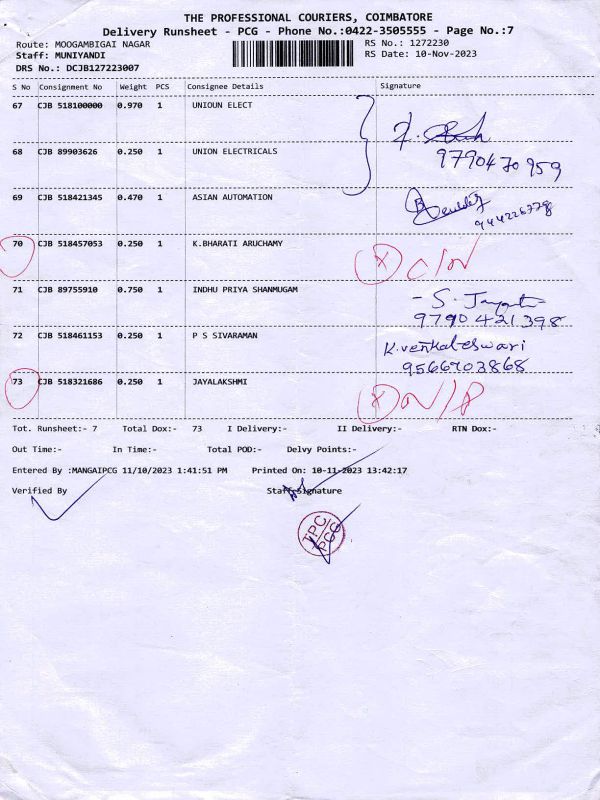 THE PROFESSIONAL COURIERS, COIMBATORE
Delivery Runsheet - PCG - Phone No.:0422-3505555 - Page No.:7
Route: MOOGAMBIGAI NAGAR RS No.: 1272230
Staff: MUNIYANDI RS Date: 10-Nov-2023
DRS No.: DCJB127223007
S No Consignment No Weight PCS Consignee Details Signature
67 CJB 518100000 0.970 1 UNIOUN ELECT
68 CJB 89903626 0.250 1 UNION ELECTRICALS
9790470959
69 CJB 518421345 0.470 1 ASIAN AUTOMATION
944226778
70 CJB 518457053 0.250 1 K.BHARATI ARUCHAMY X C/N
71 CJB 89755910 0.750 1 INDHU PRIYA SHANMUGAM
9790421398
72 CJB 518461153 0.250 1 P S SIVARAMAN K.venkateswari
9566703868
73 CJB 518321686 0.250 1 JAYALAKSHMI X
Tot. Runsheet:- 7 Total Dox:- 73 I Delivery:- II Delivery:- RTN Dox:-
Out Time:- In Time:- Total POD:- Delvy Points:-
Entered By :MANGAIPCG 11/10/2023 1:41:51 PM Printed On: 10-11-2023 13:42:17
Verified By Staff Signature
TPC
PCG